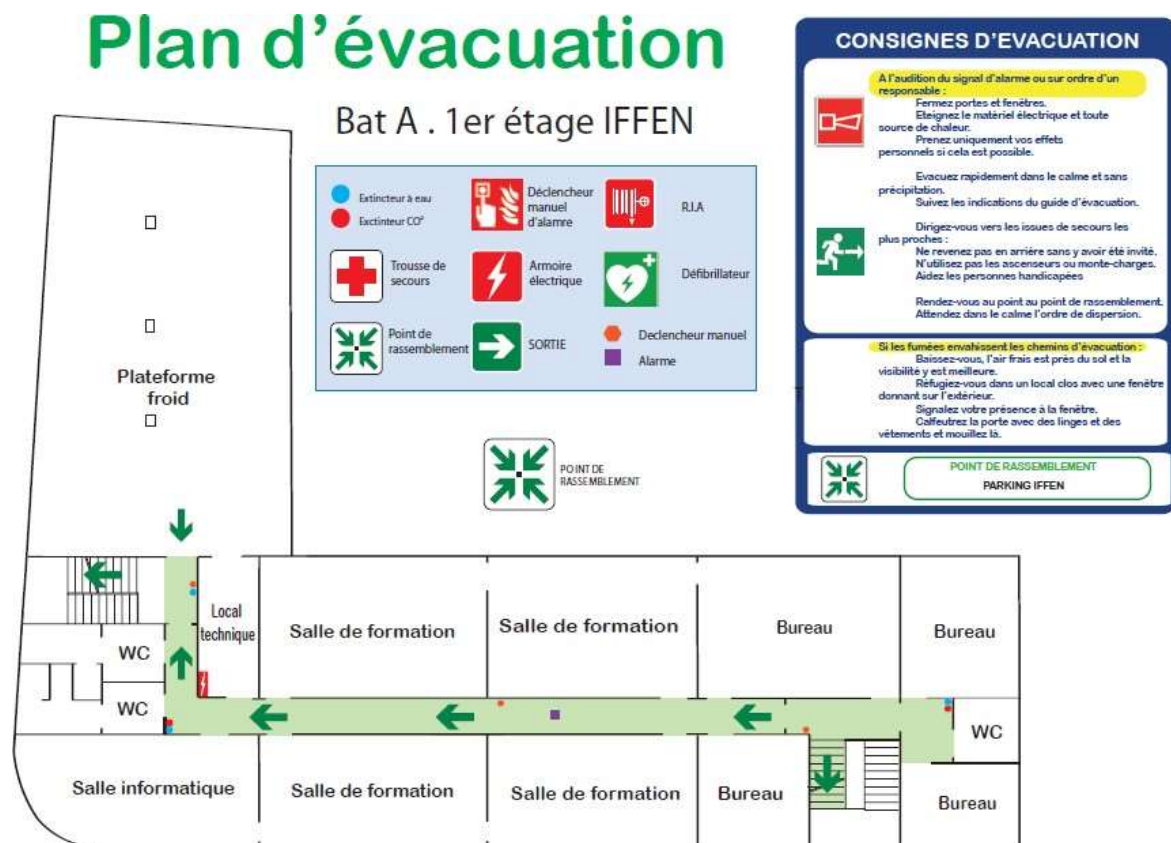 Plan d'évacuation
Bat A . 1er étage IFFEN
Extincteur à eau
Exctinteur CO²
Déclencheur
manuel
d'alamre
R.I.A
Trousse de
secours
Armoire
électrique
Défibrillateur
Point de
rassemblement
SORTIE
Declencheur manuel
Alarme
CONSIGNES D'EVACUATION
A l'audition du signal d'alarme ou sur ordre d'un
responsable :
Fermez portes et fenêtres.
Eteignez le matériel électrique et toute
source de chaleur.
Prenez uniquement vos effets
personnels si cela est possible.
Evacuez rapidement dans le calme et sans
précipitation.
Suivez les indications du guide d'évacuation.
Dirigez-vous vers les issues de secours les
plus proches :
Ne revenez pas en arrière sans y avoir été invité.
N'utilisez pas les ascenseurs ou monte-charges.
Aidez les personnes handicapées
Rendez-vous au point au point de rassemblement.
Attendez dans le calme l'ordre de dispersion.
Si les fumées envahissent les chemins d'évacuation :
Baissez-vous, l'air frais est près du sol et la
visibilité y est meilleure.
Réfugiez-vous dans un local clos avec une fenêtre
donnant sur l'extérieur.
Signalez votre présence à la fenêtre.
Calfeutrez la porte avec des linges et des
vêtements et mouillez là.
POINT DE RASSEMBLEMENT
PARKING IFFEN
Plateforme
froid
POINT DE
RASSEMBLEMENT
Local
technique
Salle de formation
Salle de formation
Bureau
Bureau
WC
WC
WC
Salle informatique
Salle de formation
Salle de formation
Bureau
Bureau